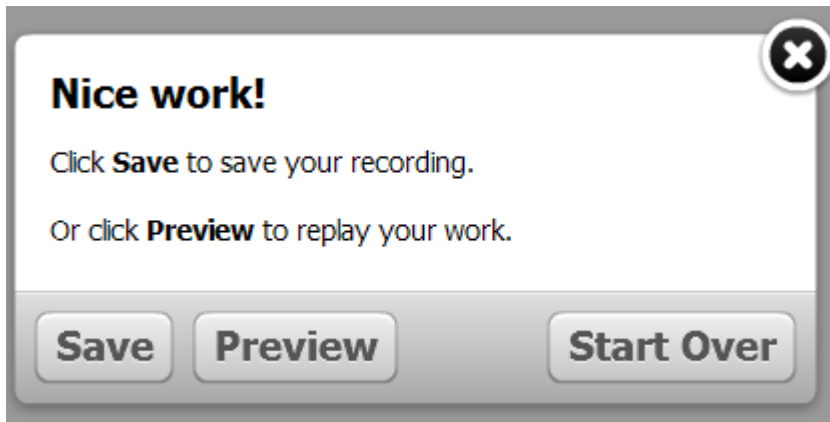 Nice work!
Click Save to save your recording.
Or click Preview to replay your work.
Save Preview Start Over